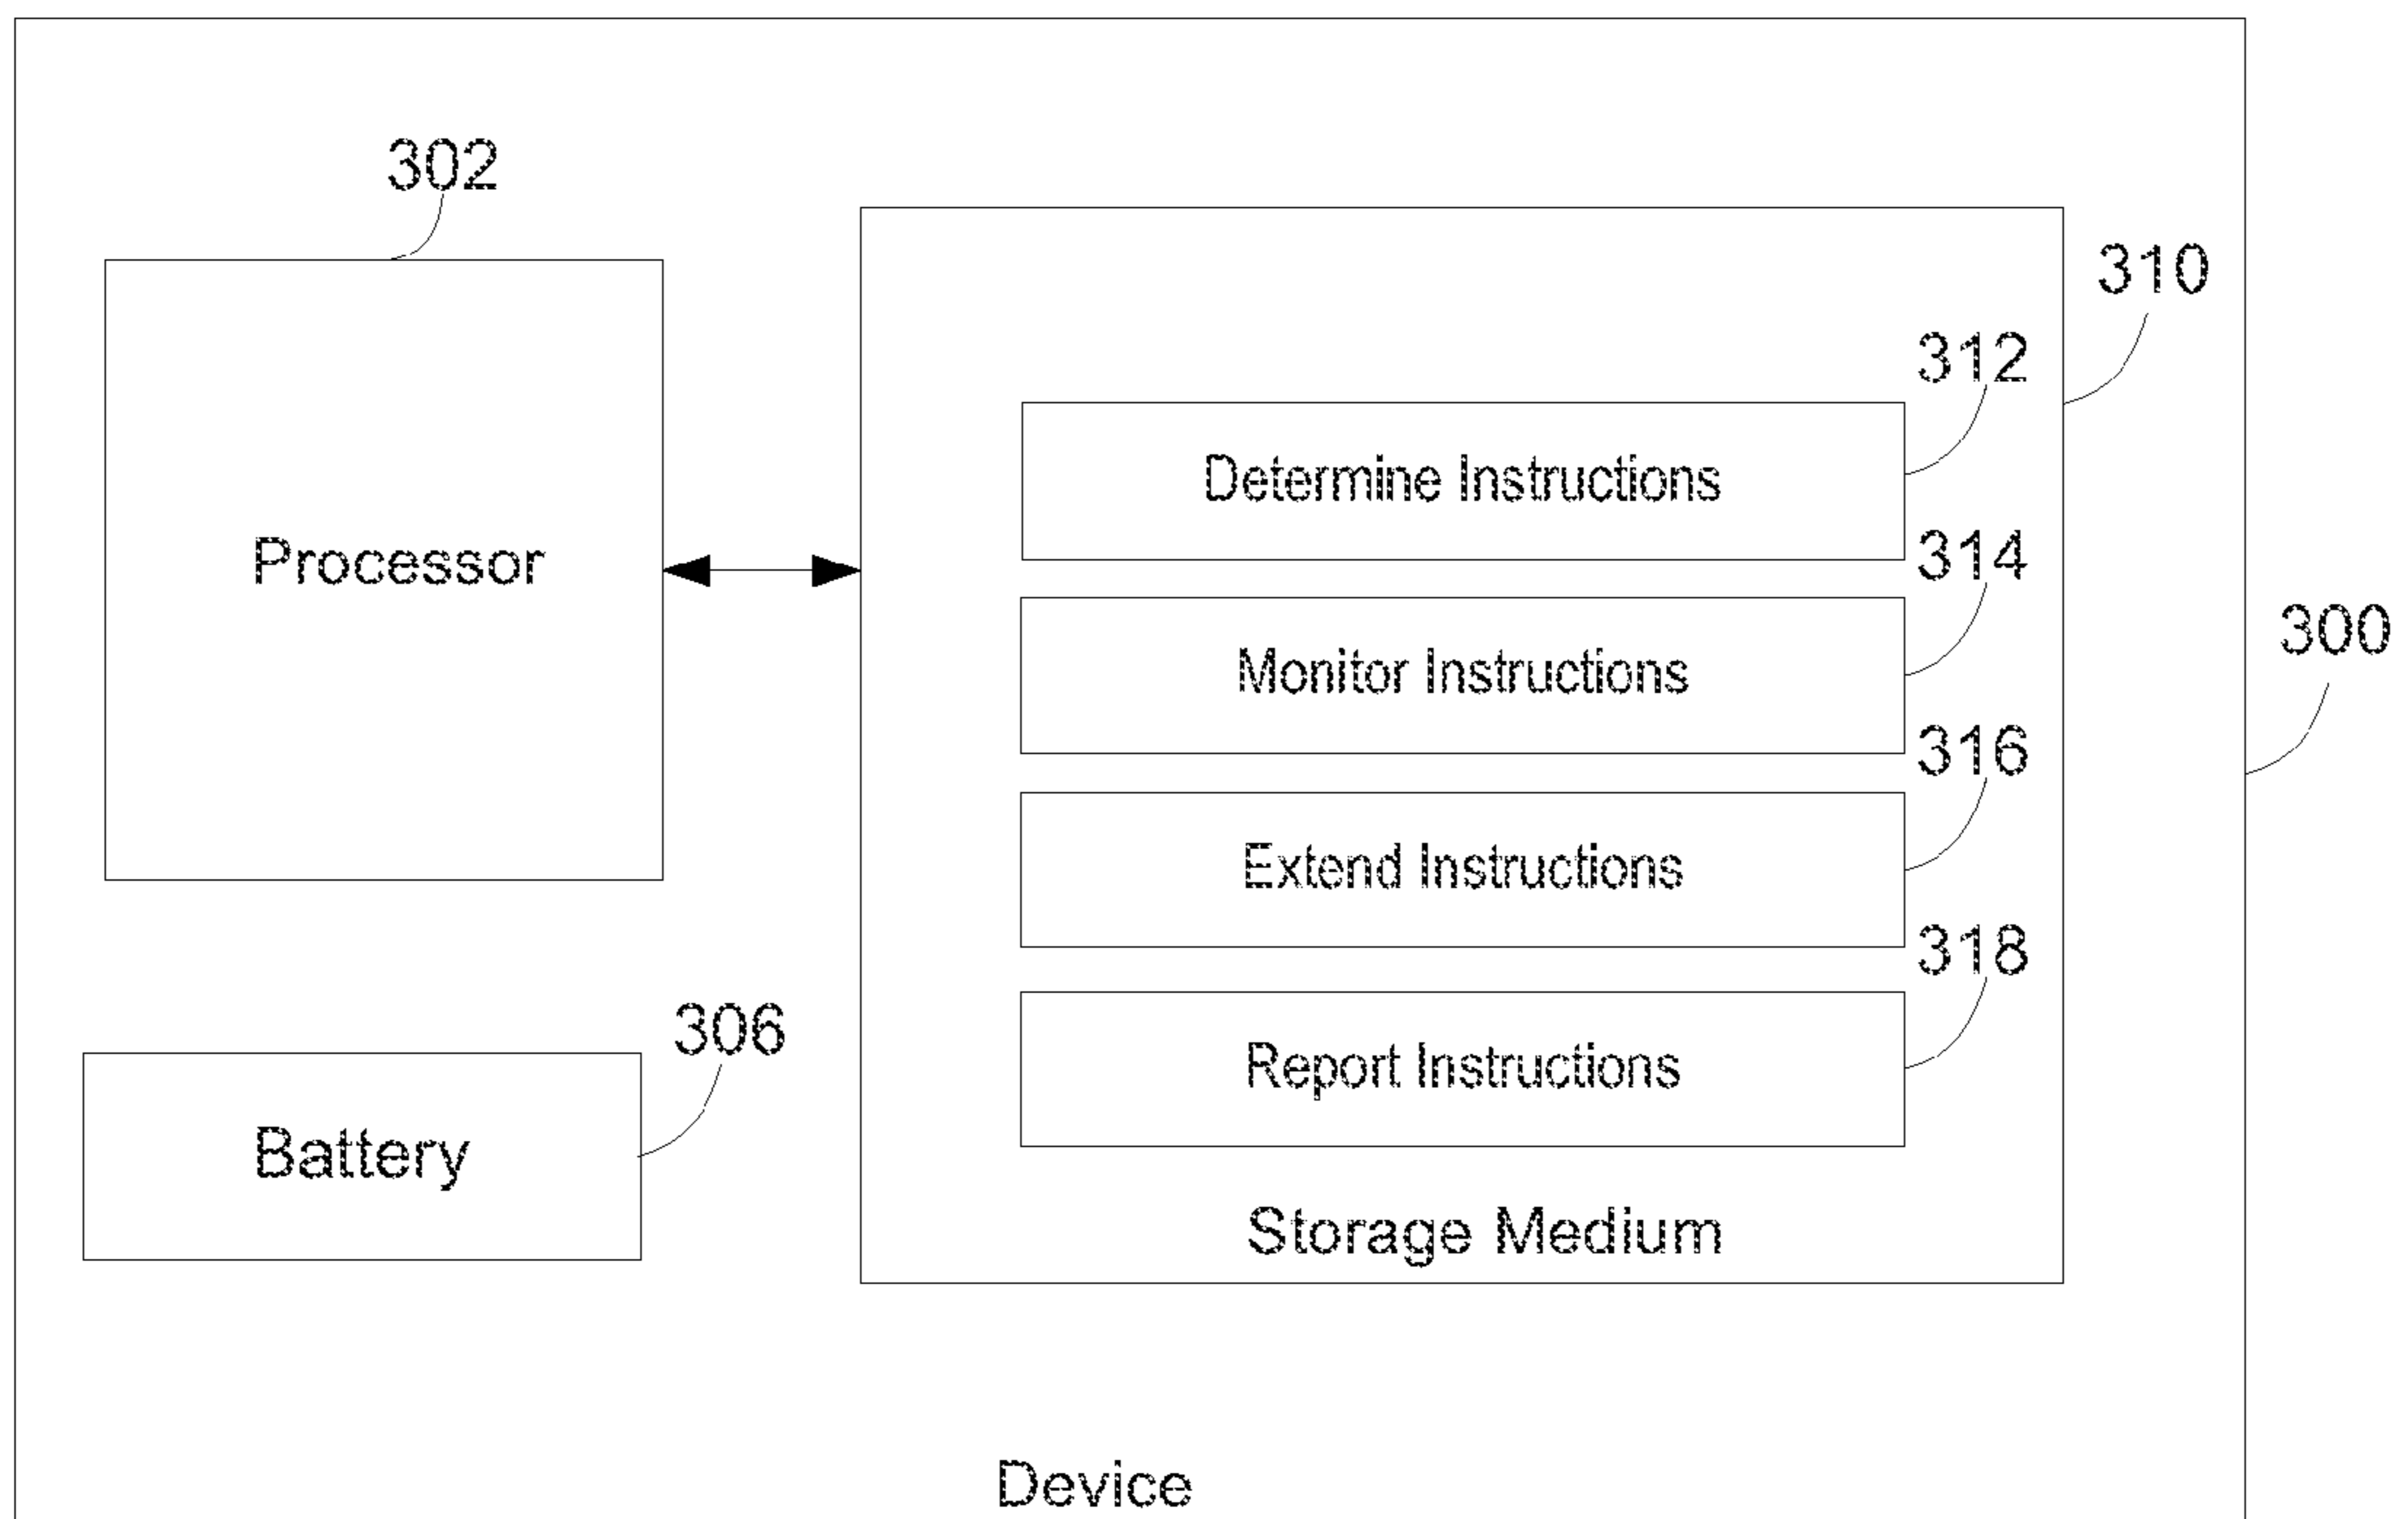 302
310
312
Determine Instructions
314
Processor
Monitor Instructions
300
316
Extend Instructions
318
306
Report Instructions
Battery
Storage Medium
Device